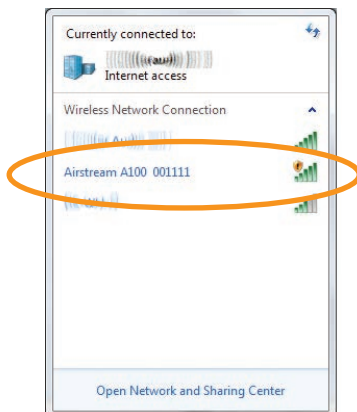 Currently connected to:
Internet access
Wireless Network Connection
Airstream A100 001111
Open Network and Sharing Center